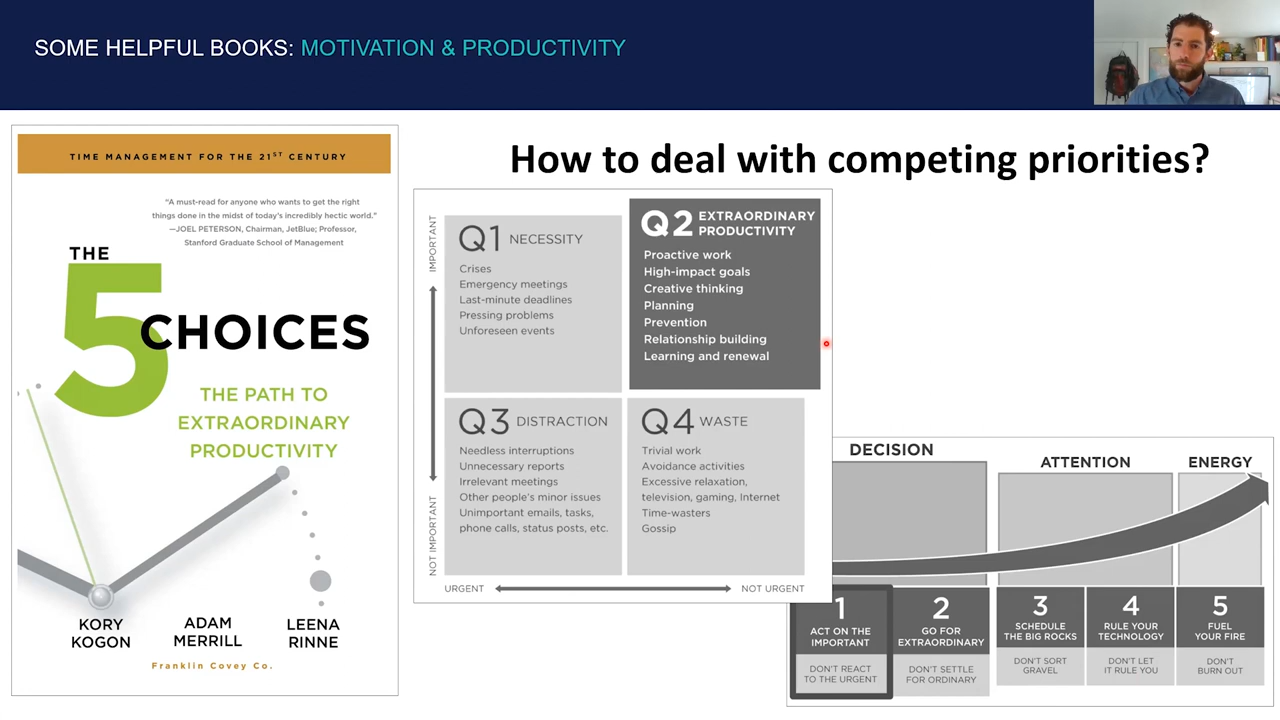 SOME HELPFUL BOOKS: MOTIVATION & PRODUCTIVITY
TIME MANAGEMENT FOR THE 21ST CENTURY
“A must-read for anyone who wants to get the right
things done in the midst of today’s incredibly hectic world.”
—JOEL PETERSON, Chairman, JetBlue; Professor,
Stanford Graduate School of Management
THE
5
CHOICES
THE PATH TO
EXTRAORDINARY
PRODUCTIVITY
KORY
KOGON
ADAM
MERRILL
LEENA
RINNE
Franklin Covey Co.
How to deal with competing priorities?
IMPORTANT
NOT IMPORTANT
Q1 NECESSITY
Crises
Emergency meetings
Last-minute deadlines
Pressing problems
Unforeseen events
Q2 EXTRAORDINARY
PRODUCTIVITY
Proactive work
High-impact goals
Creative thinking
Planning
Prevention
Relationship building
Learning and renewal
Q3 DISTRACTION
Needless interruptions
Unnecessary reports
Irrelevant meetings
Other people’s minor issues
Unimportant emails, tasks,
phone calls, status posts, etc.
Q4 WASTE
Trivial work
Avoidance activities
Excessive relaxation,
television, gaming, Internet
Time-wasters
Gossip
URGENT
NOT URGENT
DECISION
ATTENTION
ENERGY
1
ACT ON THE
IMPORTANT
DON’T REACT
TO THE URGENT
2
GO FOR
EXTRAORDINARY
DON’T SETTLE
FOR ORDINARY
3
SCHEDULE
THE BIG ROCKS
DON’T SORT
GRAVEL
4
RULE YOUR
TECHNOLOGY
DON’T LET
IT RULE YOU
5
FUEL
YOUR FIRE
DON’T
BURN OUT